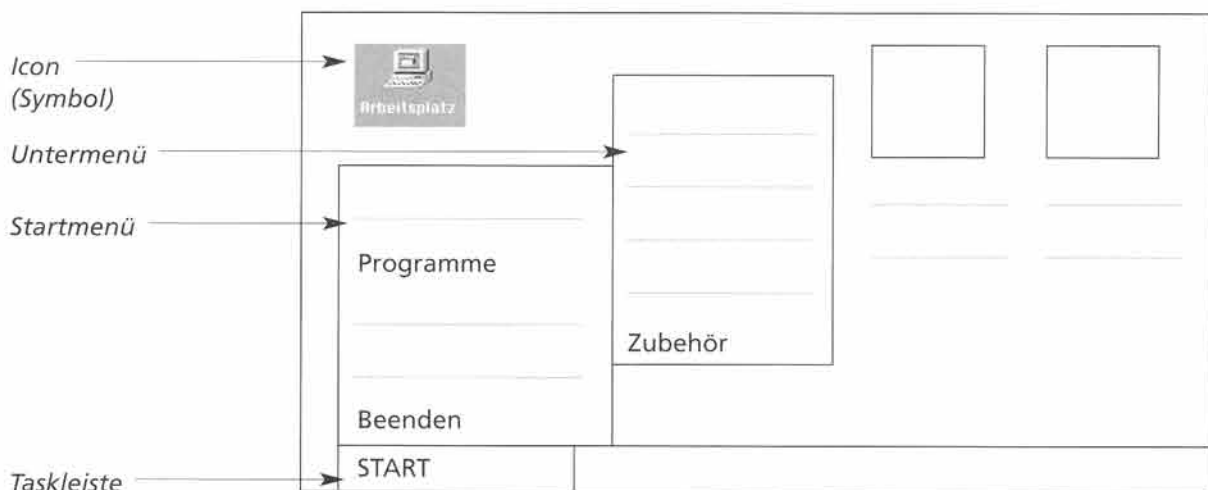 Icon
(Symbol)
Arbeitsplatz
Untermenü
Startmenü
Programme
Zubehör
Beenden
START
Taskleiste